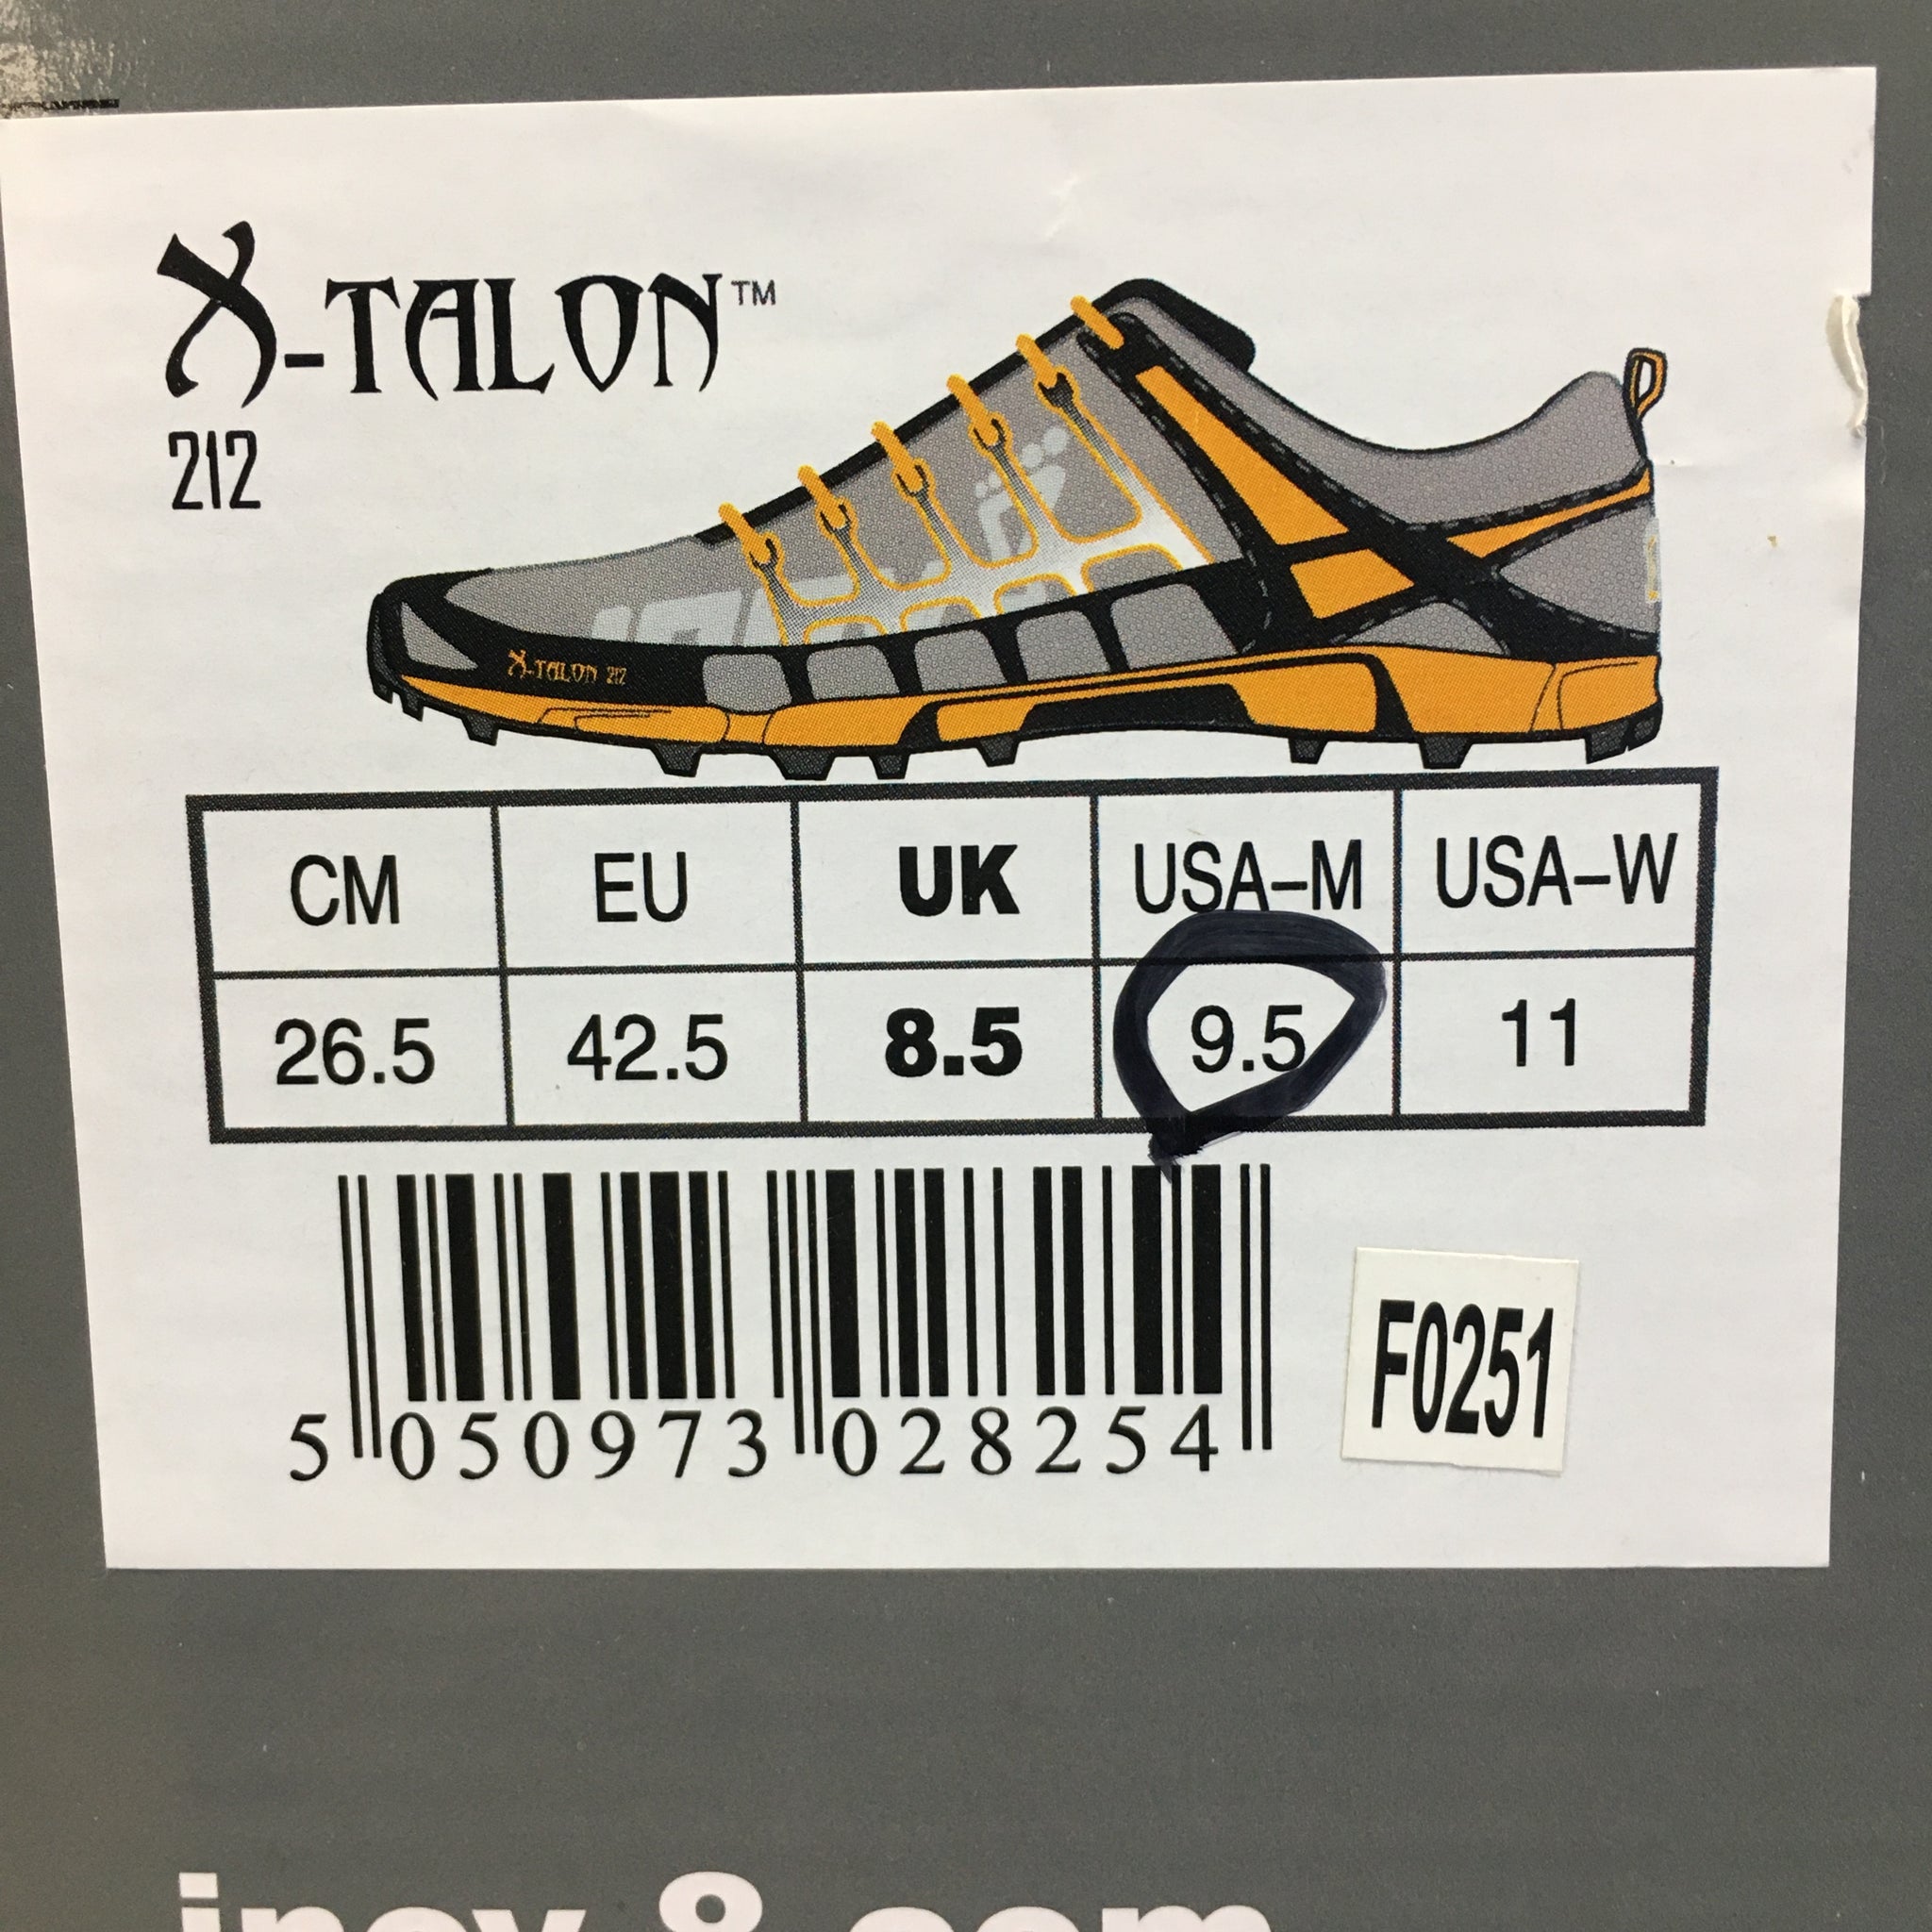 X-TALON™
212
X-TALON 212
CM EU UK USA-M USA-W
26.5 42.5 8.5 9.5 11
5 050973 028254
F0251